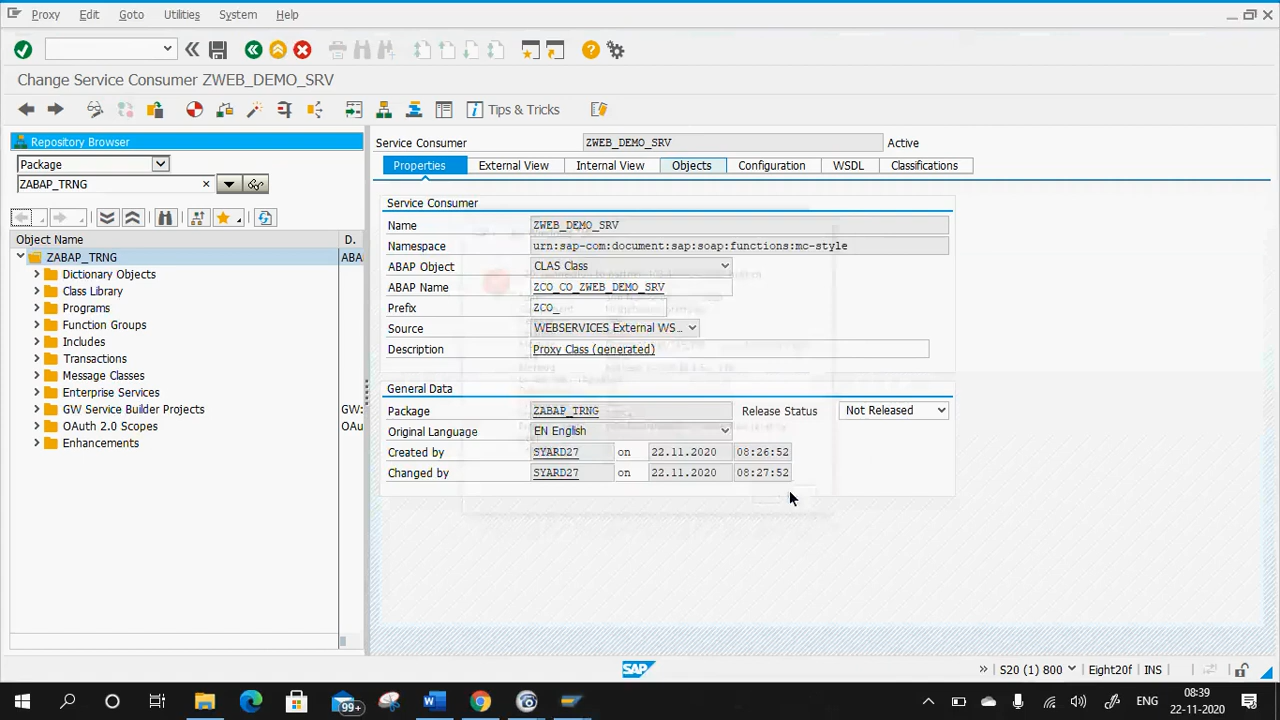 Proxy Edit Goto Utilities System Help
Change Service Consumer ZWEB_DEMO_SRV
Tips & Tricks
Repository Browser
Package
ZABAP_TRNG
Object Name D.
ZABAP_TRNG ABA
Dictionary Objects
Class Library
Programs
Function Groups
Includes
Transactions
Message Classes
Enterprise Services
GW Service Builder Projects GW:
OAuth 2.0 Scopes OAu
Enhancements
Service Consumer ZWEB_DEMO_SRV Active
Properties External View Internal View Objects Configuration WSDL Classifications
Service Consumer
Name ZWEB_DEMO_SRV
Namespace urn:sap-com:document:sap:soap:functions:mc-style
ABAP Object CLAS Class
ABAP Name ZCO_CO_ZWEB_DEMO_SRV
Prefix ZCO_
Source WEBSERVICES External WS...
Description Proxy Class (generated)
General Data
Package ZABAP_TRNG Release Status Not Released
Original Language EN English
Created by SYARD27 on 22.11.2020 08:26:52
Changed by SYARD27 on 22.11.2020 08:27:52
SAP
S20 (1) 800 Eight20f INS
99+
ENG
08:39
22-11-2020